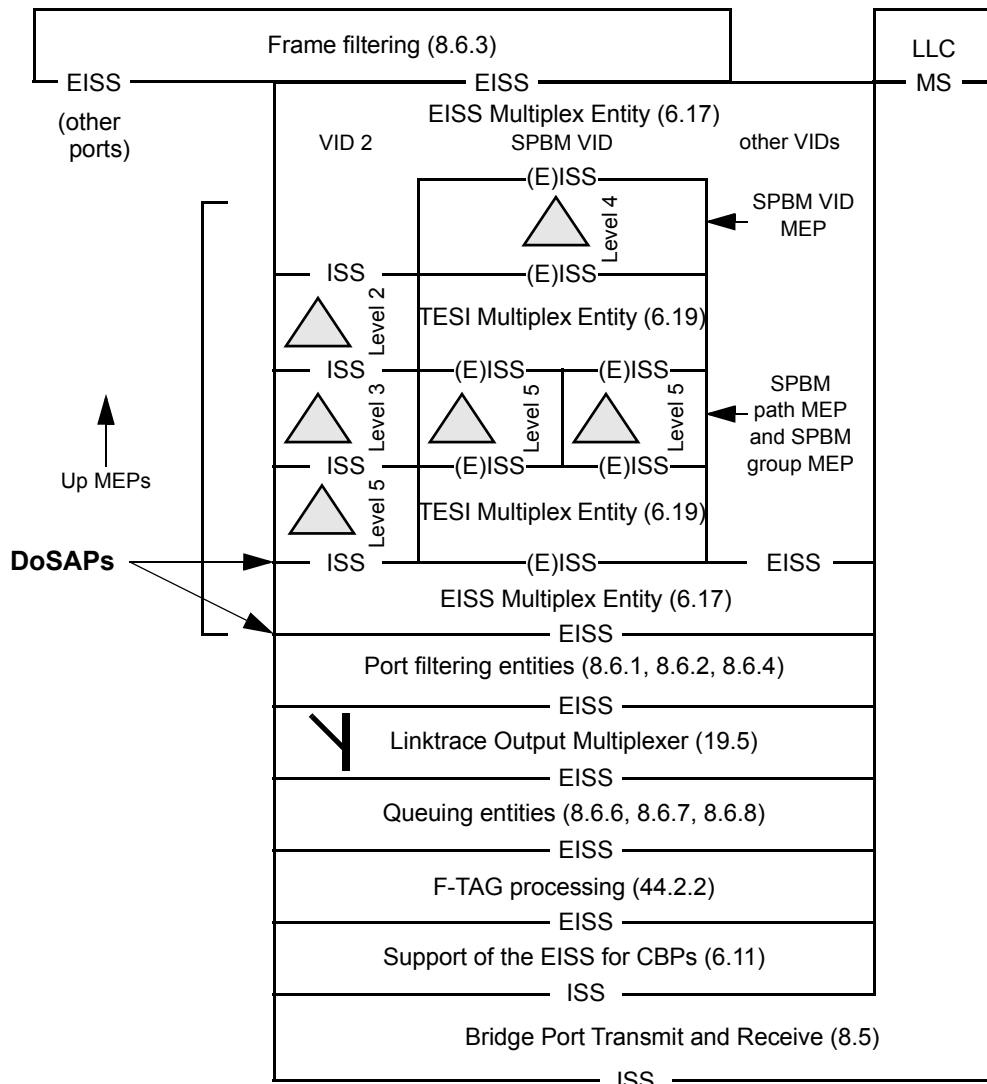 Frame filtering (8.6.3)
LLC
EISS
EISS
MS
(other
ports)
EISS Multiplex Entity (6.17)
VID 2
SPBM VID
other VIDs
(E)ISS
Level 4
SPBM VID
MEP
ISS
(E)ISS
Level 2
TESI Multiplex Entity (6.19)
ISS
(E)ISS
(E)ISS
Level 3
Level 5
Level 5
SPBM
path MEP
and SPBM
group MEP
Up MEPs
ISS
(E)ISS
(E)ISS
Level 5
TESI Multiplex Entity (6.19)
DoSAPs
ISS
(E)ISS
EISS
EISS Multiplex Entity (6.17)
EISS
Port filtering entities (8.6.1, 8.6.2, 8.6.4)
EISS
Linktrace Output Multiplexer (19.5)
EISS
Queuing entities (8.6.6, 8.6.7, 8.6.8)
EISS
F-TAG processing (44.2.2)
EISS
Support of the EISS for CBPs (6.11)
ISS
Bridge Port Transmit and Receive (8.5)
ISS